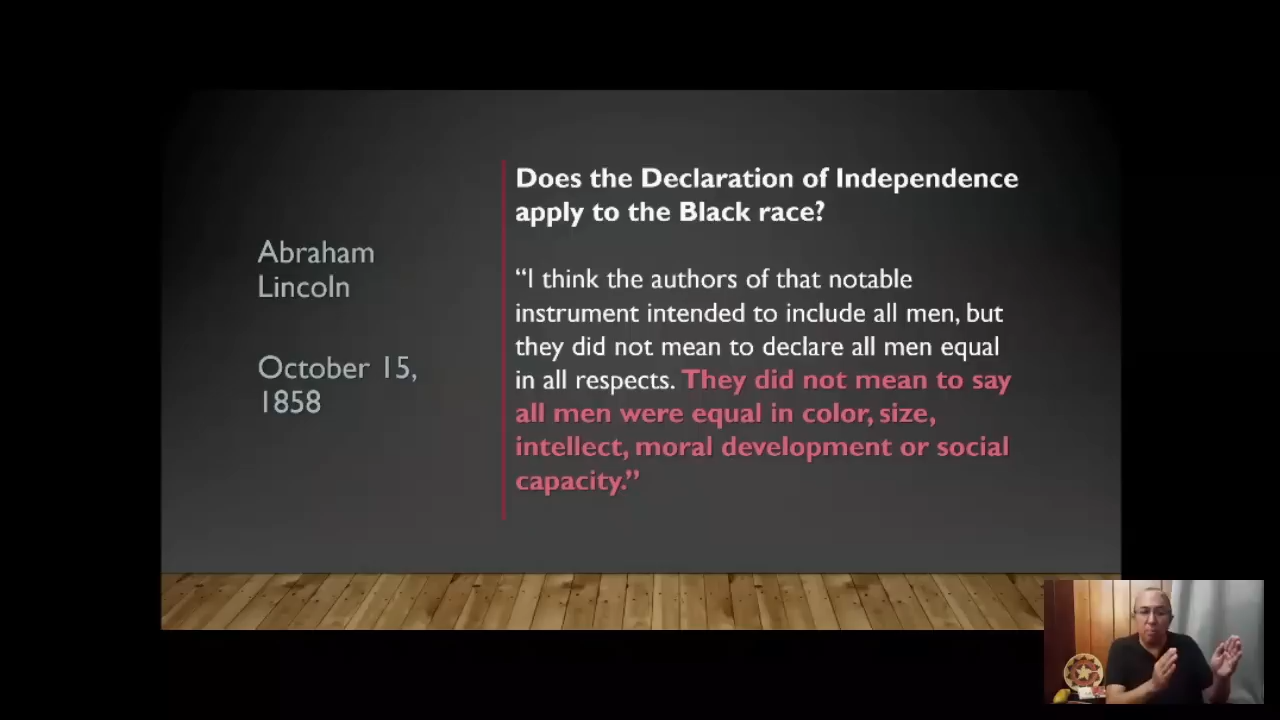 Abraham
Lincoln
October 15,
1858
Does the Declaration of Independence
apply to the Black race?
“I think the authors of that notable
instrument intended to include all men, but
they did not mean to declare all men equal
in all respects. They did not mean to say
all men were equal in color, size,
intellect, moral development or social
capacity.”